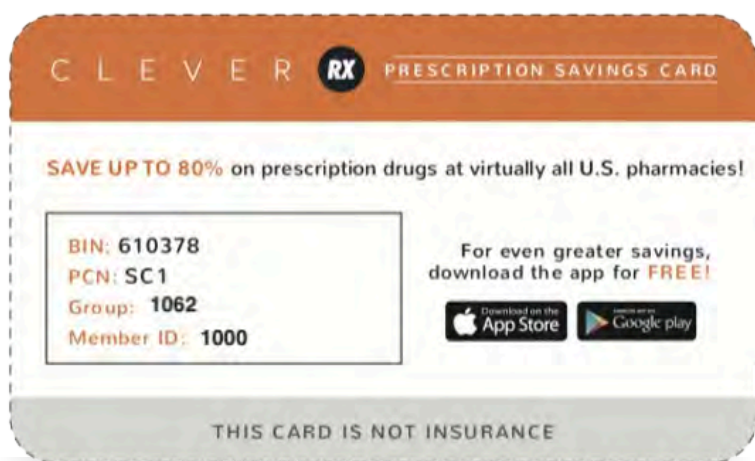 CLEVER RX PRESCRIPTION SAVINGS CARD
SAVE UP TO 80% on prescription drugs at virtually all U.S. pharmacies!
BIN: 610378
PCN: SC1
Group: 1062
Member ID: 1000
For even greater savings,
download the app for FREE!
Download on the
App Store
Google play
THIS CARD IS NOT INSURANCE